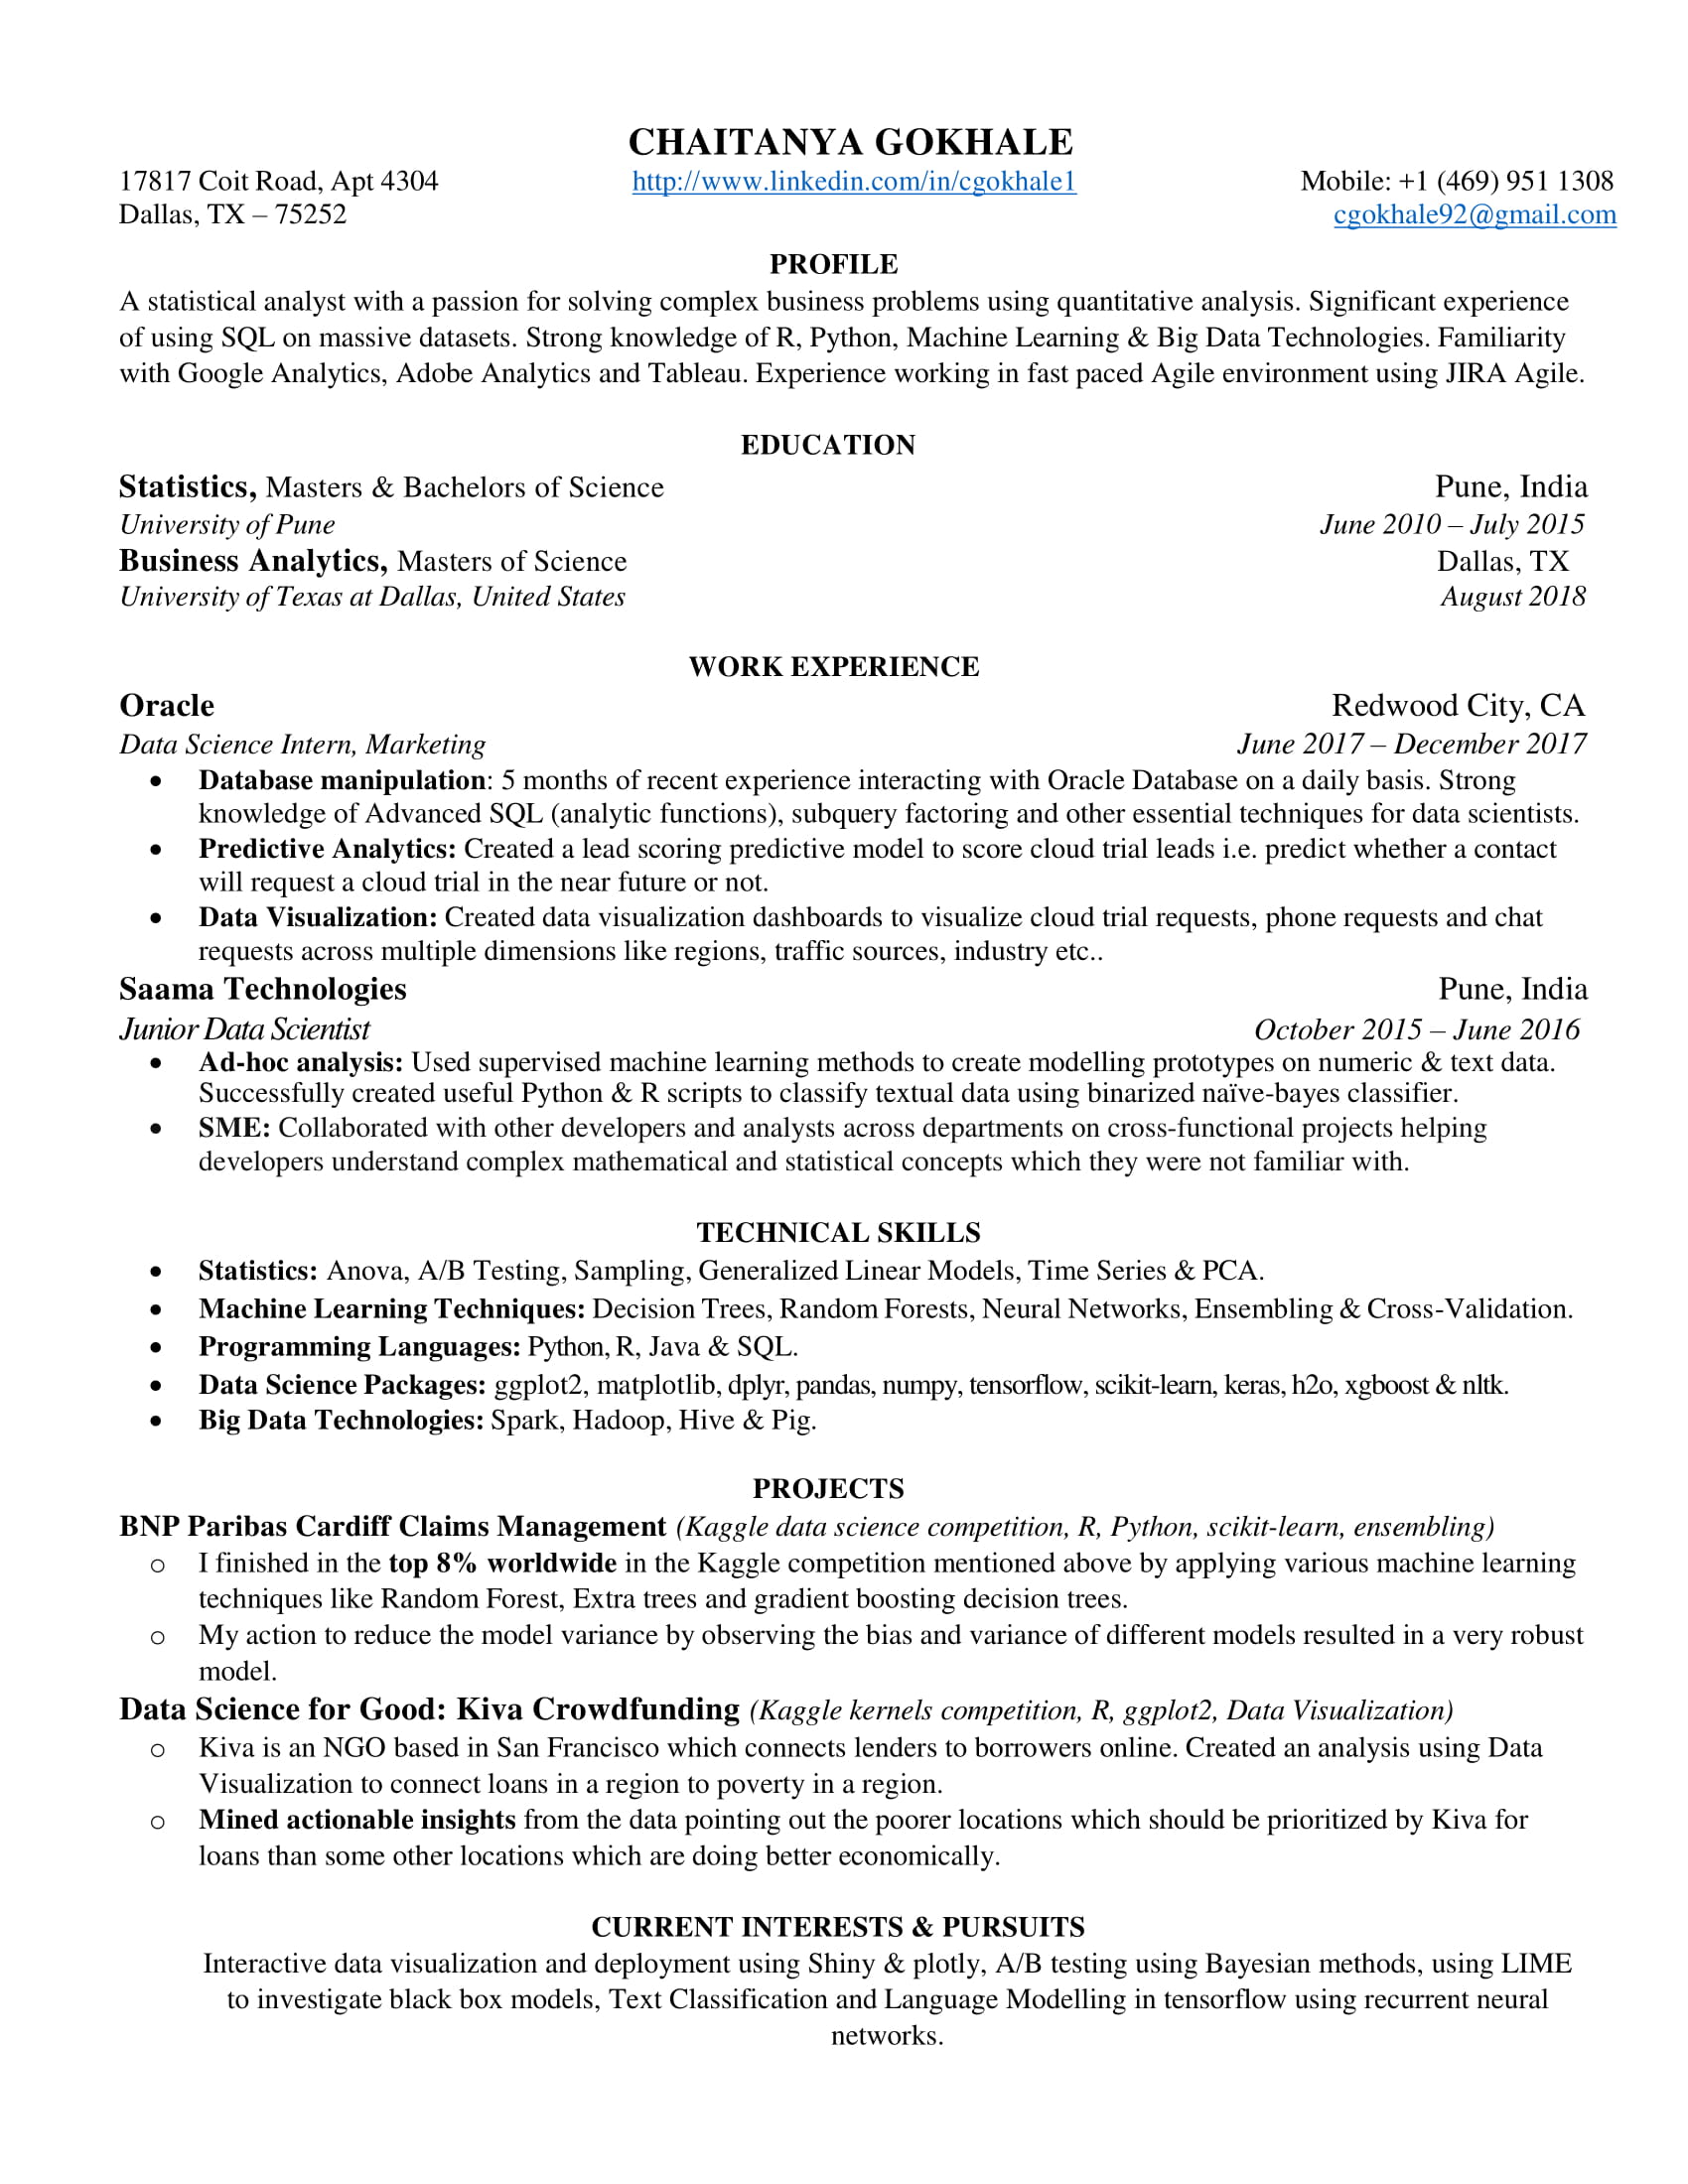 CHAITANYA GOKHALE
17817 Coit Road, Apt 4304 http://www.linkedin.com/in/cgokhale1 Mobile: +1 (469) 951 1308
Dallas, TX – 75252 cgokhale92@gmail.com
PROFILE
A statistical analyst with a passion for solving complex business problems using quantitative analysis. Significant experience
of using SQL on massive datasets. Strong knowledge of R, Python, Machine Learning & Big Data Technologies. Familiarity
with Google Analytics, Adobe Analytics and Tableau. Experience working in fast paced Agile environment using JIRA Agile.
EDUCATION
Statistics, Masters & Bachelors of Science Pune, India
University of Pune June 2010 – July 2015
Business Analytics, Masters of Science Dallas, TX
University of Texas at Dallas, United States August 2018
WORK EXPERIENCE
Oracle Redwood City, CA
Data Science Intern, Marketing June 2017 – December 2017
• Database manipulation: 5 months of recent experience interacting with Oracle Database on a daily basis. Strong
knowledge of Advanced SQL (analytic functions), subquery factoring and other essential techniques for data scientists.
• Predictive Analytics: Created a lead scoring predictive model to score cloud trial leads i.e. predict whether a contact
will request a cloud trial in the near future or not.
• Data Visualization: Created data visualization dashboards to visualize cloud trial requests, phone requests and chat
requests across multiple dimensions like regions, traffic sources, industry etc..
Saama Technologies Pune, India
Junior Data Scientist October 2015 – June 2016
• Ad-hoc analysis: Used supervised machine learning methods to create modelling prototypes on numeric & text data.
Successfully created useful Python & R scripts to classify textual data using binarized naïve-bayes classifier.
• SME: Collaborated with other developers and analysts across departments on cross-functional projects helping
developers understand complex mathematical and statistical concepts which they were not familiar with.
TECHNICAL SKILLS
• Statistics: Anova, A/B Testing, Sampling, Generalized Linear Models, Time Series & PCA.
• Machine Learning Techniques: Decision Trees, Random Forests, Neural Networks, Ensembling & Cross-Validation.
• Programming Languages: Python, R, Java & SQL.
• Data Science Packages: ggplot2, matplotlib, dplyr, pandas, numpy, tensorflow, scikit-learn, keras, h2o, xgboost & nltk.
• Big Data Technologies: Spark, Hadoop, Hive & Pig.
PROJECTS
BNP Paribas Cardiff Claims Management (Kaggle data science competition, R, Python, scikit-learn, ensembling)
o I finished in the top 8% worldwide in the Kaggle competition mentioned above by applying various machine learning
techniques like Random Forest, Extra trees and gradient boosting decision trees.
o My action to reduce the model variance by observing the bias and variance of different models resulted in a very robust
model.
Data Science for Good: Kiva Crowdfunding (Kaggle kernels competition, R, ggplot2, Data Visualization)
o Kiva is an NGO based in San Francisco which connects lenders to borrowers online. Created an analysis using Data
Visualization to connect loans in a region to poverty in a region.
o Mined actionable insights from the data pointing out the poorer locations which should be prioritized by Kiva for
loans than some other locations which are doing better economically.
CURRENT INTERESTS & PURSUITS
Interactive data visualization and deployment using Shiny & plotly, A/B testing using Bayesian methods, using LIME
to investigate black box models, Text Classification and Language Modelling in tensorflow using recurrent neural
networks.